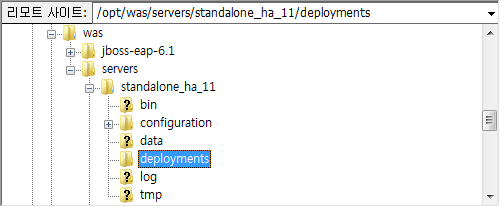 리모트 사이트: /opt/was/servers/standalone_ha_11/deployments
was
jboss-eap-6.1
servers
standalone_ha_11
bin
configuration
data
deployments
log
tmp